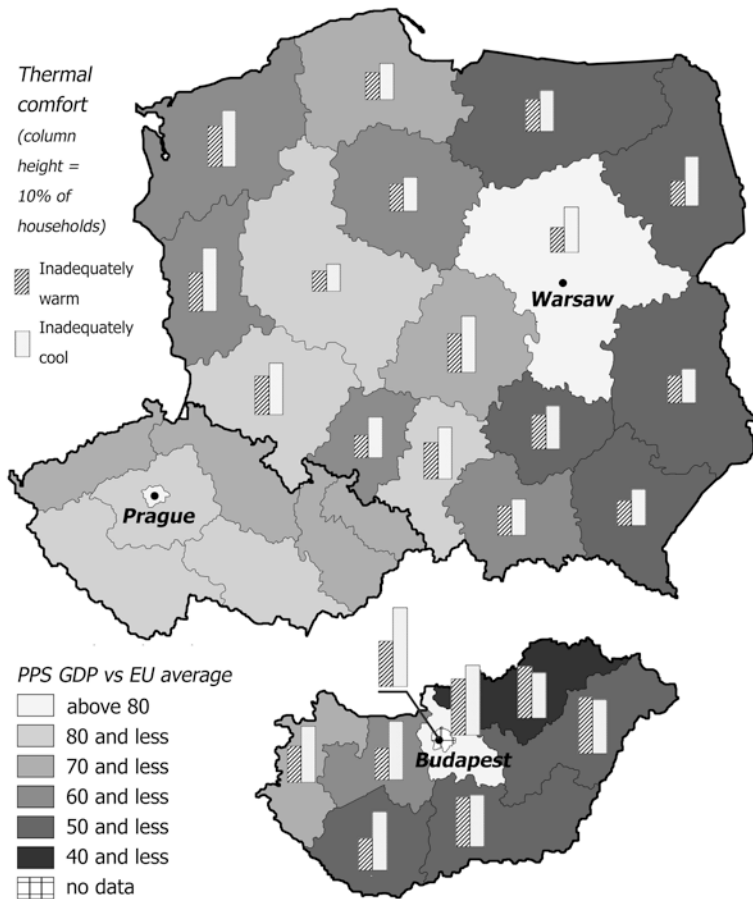 Thermal
comfort
(column
height =
10% of
households)
Inadequately
warm
Inadequately
cool
Warsaw
Prague
Budapest
PPS GDP vs EU average
above 80
80 and less
70 and less
60 and less
50 and less
40 and less
no data